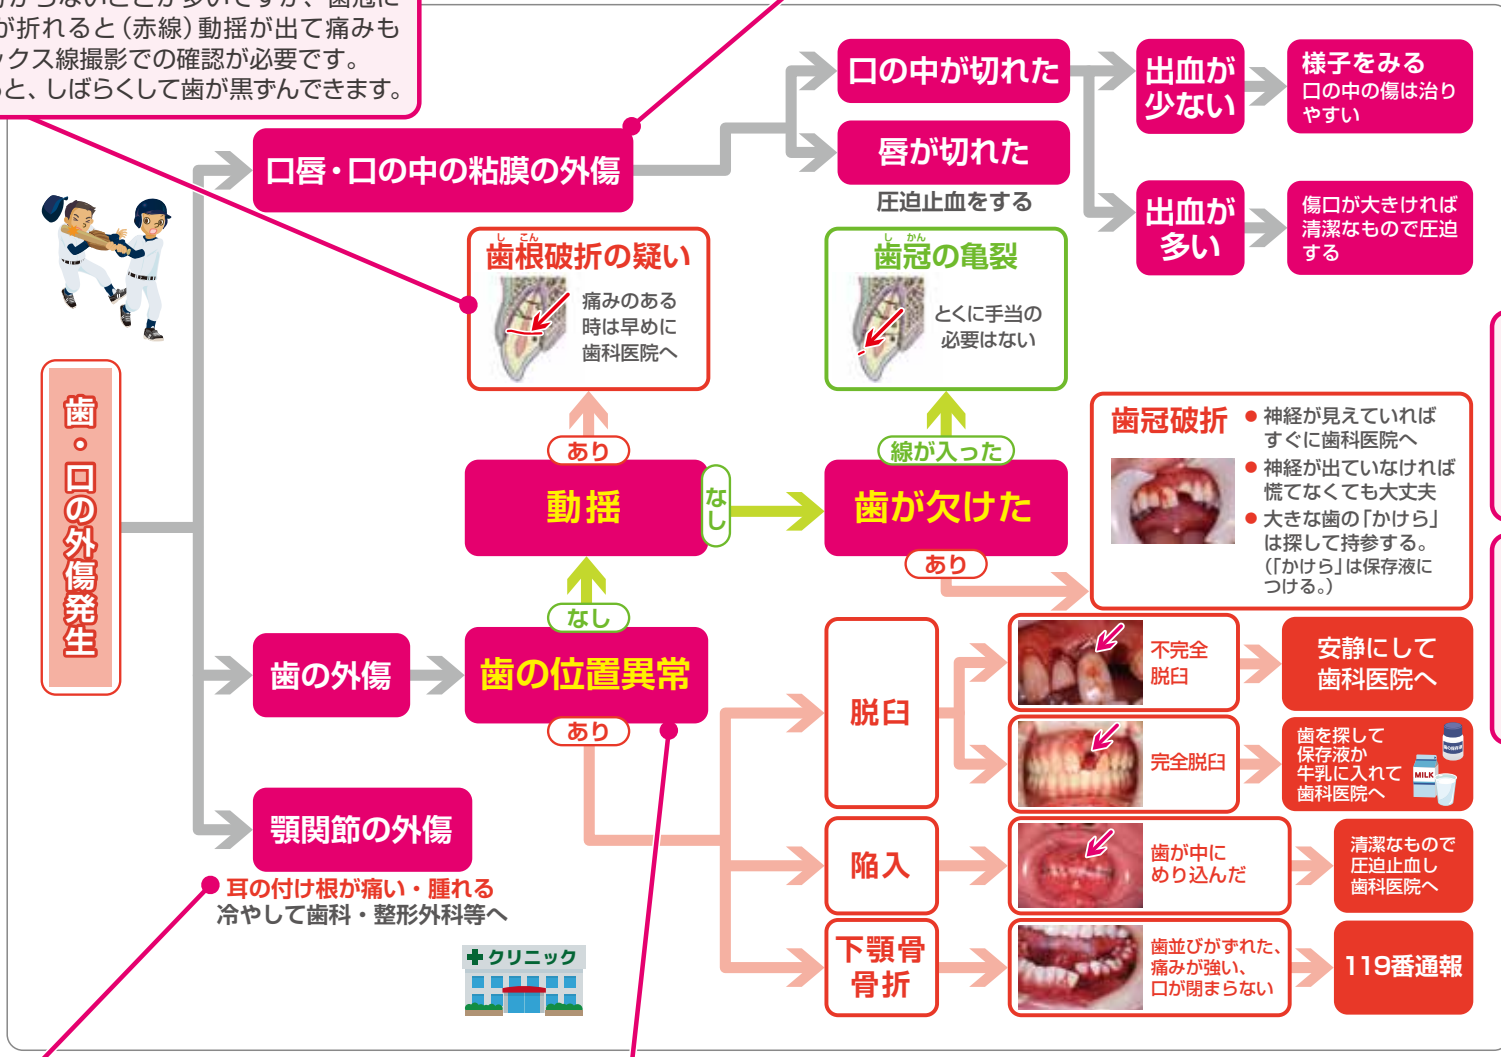 が折れると(赤線)動揺が出て痛みも
ックス線撮影での確認が必要です。
と、しばらくして歯が黒ずんできます。
歯・口の外傷発生
口唇・口の中の粘膜の外傷
口の中が切れた
唇が切れた
圧迫止血をする
出血が
少ない
様子をみる
口の中の傷は治り
やすい
出血が
多い
傷口が大きければ
清潔なもので圧迫
する
し こん
歯根破折の疑い
痛みのある
時は早めに
歯科医院へ
し かん
歯冠の亀裂
とくに手当の
必要はない
あり
動揺
なし
線が入った
歯が欠けた
あり
歯冠破折
● 神経が見えていれば
すぐに歯科医院へ
● 神経が出ていなければ
慌てなくても大丈夫
● 大きな歯の「かけら」
は探して持参する。
(「かけら」は保存液に
つける。)
なし
歯の外傷
歯の位置異常
あり
脱臼
不完全
脱臼
安静にして
歯科医院へ
完全脱臼
歯を探して
保存液か
牛乳に入れて
歯科医院へ
MILK
陥入
歯が中に
めり込んだ
清潔なもので
圧迫止血し
歯科医院へ
下顎骨
骨折
歯並びがずれた、
痛みが強い、
口が閉まらない
119番通報
顎関節の外傷
耳の付け根が痛い・腫れる
冷やして歯科・整形外科等へ
クリニック